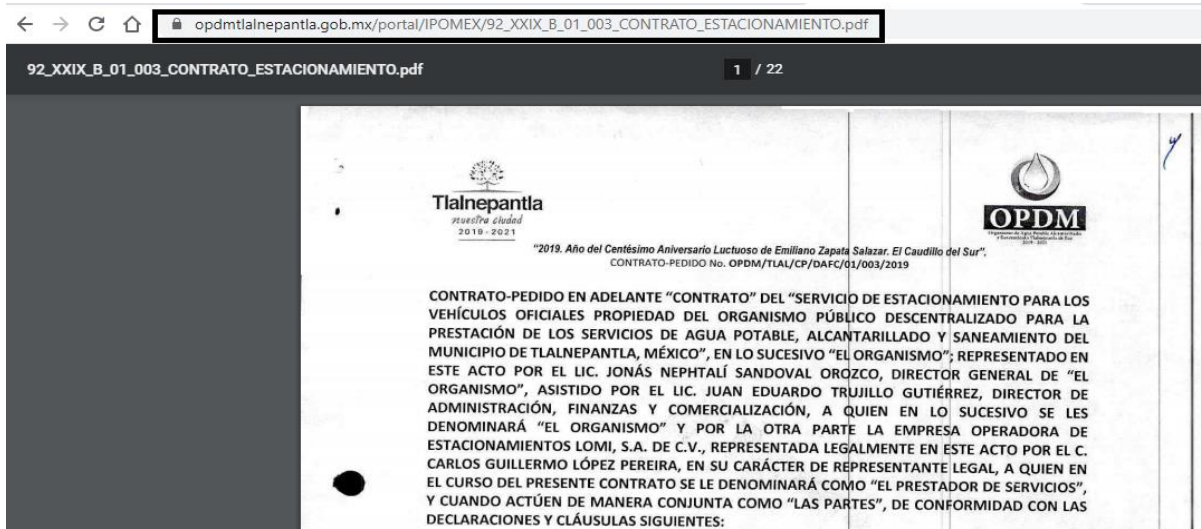 opdmtlalnepantla.gob.mx/portal/IPOMEX/92_XXIX_B_01_003_CONTRATO_ESTACIONAMIENTO.pdf
92_XXIX_B_01_003_CONTRATO_ESTACIONAMIENTO.pdf
1 / 22
Tlalnepantla
nuestra ciudad
2019 - 2021
OPDM
"2019. Año del Centésimo Aniversario Luctuoso de Emiliano Zapata Salazar. El Caudillo del Sur".
CONTRATO-PEDIDO No. OPDM/TLAL/CP/DAFC/01/003/2019
CONTRATO-PEDIDO EN ADELANTE "CONTRATO" DEL "SERVICIO DE ESTACIONAMIENTO PARA LOS
VEHÍCULOS OFICIALES PROPIEDAD DEL ORGANISMO PÚBLICO DESCENTRALIZADO PARA LA
PRESTACIÓN DE LOS SERVICIOS DE AGUA POTABLE, ALCANTARILLADO Y SANEAMIENTO DEL
MUNICIPIO DE TLALNEPANTLA, MÉXICO", EN LO SUCESIVO "EL ORGANISMO"; REPRESENTADO EN
ESTE ACTO POR EL LIC. JONÁS NEPHTALÍ SANDOVAL OROZCO, DIRECTOR GENERAL DE "EL
ORGANISMO", ASISTIDO POR EL LIC. JUAN EDUARDO TRUJILLO GUTIÉRREZ, DIRECTOR DE
ADMINISTRACIÓN, FINANZAS Y COMERCIALIZACIÓN, A QUIEN EN LO SUCESIVO SE LES
DENOMINARÁ "EL ORGANISMO" Y POR LA OTRA PARTE LA EMPRESA OPERADORA DE
ESTACIONAMIENTOS LOMI, S.A. DE C.V., REPRESENTADA LEGALMENTE EN ESTE ACTO POR EL C.
CARLOS GUILLERMO LÓPEZ PEREIRA, EN SU CARÁCTER DE REPRESENTANTE LEGAL, A QUIEN EN
EL CURSO DEL PRESENTE CONTRATO SE LE DENOMINARÁ COMO "EL PRESTADOR DE SERVICIOS",
Y CUANDO ACTÚEN DE MANERA CONJUNTA COMO "LAS PARTES", DE CONFORMIDAD CON LAS
DECLARACIONES Y CLÁUSULAS SIGUIENTES: